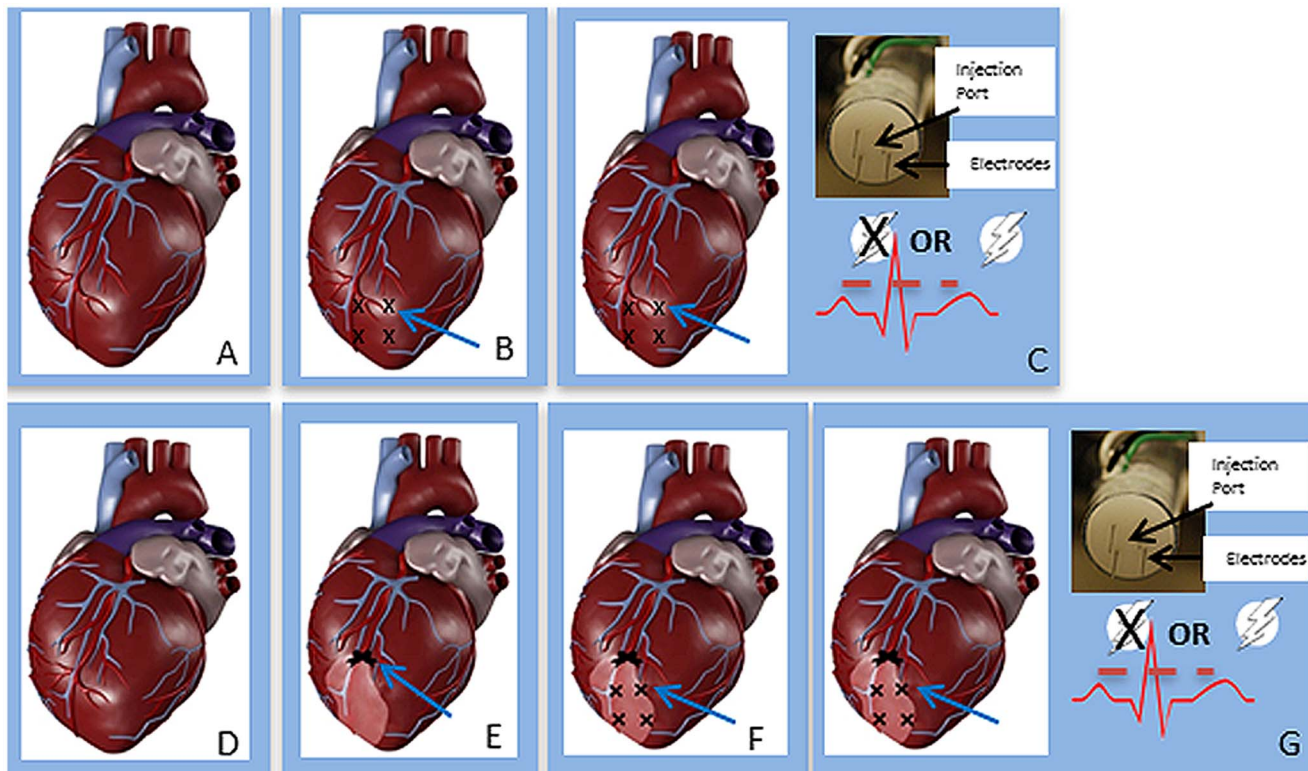 A
X X
X X
B
X X
X X
Injection
Port
Electrodes
X OR
C
D
E
X X
X X
F
X X
X X
Injection
Port
Electrodes
X OR
G